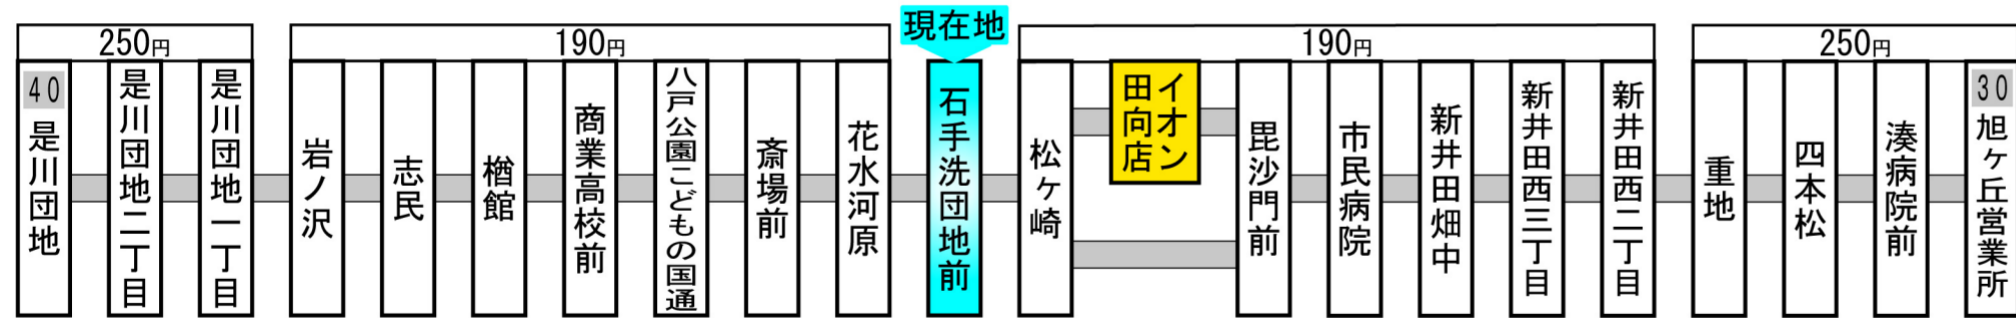 現在地
250円
190円
190円
250円
40
是川団地
是川団地二丁目
是川団地一丁目
岩ノ沢
志民
楢館
商業高校前
八戸公園こどもの国通
斎場前
花水河原
石手洗団地前
松ヶ崎
イオン
田向店
毘沙門前
市民病院
新井田畑中
新井田西三丁目
新井田西二丁目
重地
四本松
湊病院前
30
旭ヶ丘営業所